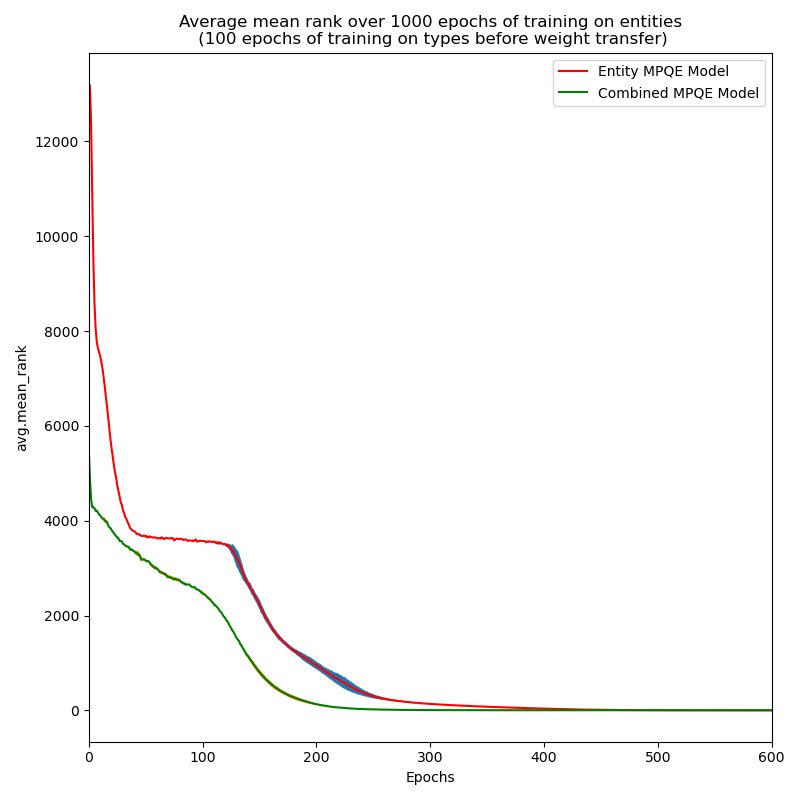 Average mean rank over 1000 epochs of training on entities
(100 epochs of training on types before weight transfer)
Entity MPQE Model
Combined MPQE Model
avg.mean_rank
12000
10000
8000
6000
4000
2000
0
0 100 200 300 400 500 600
Epochs